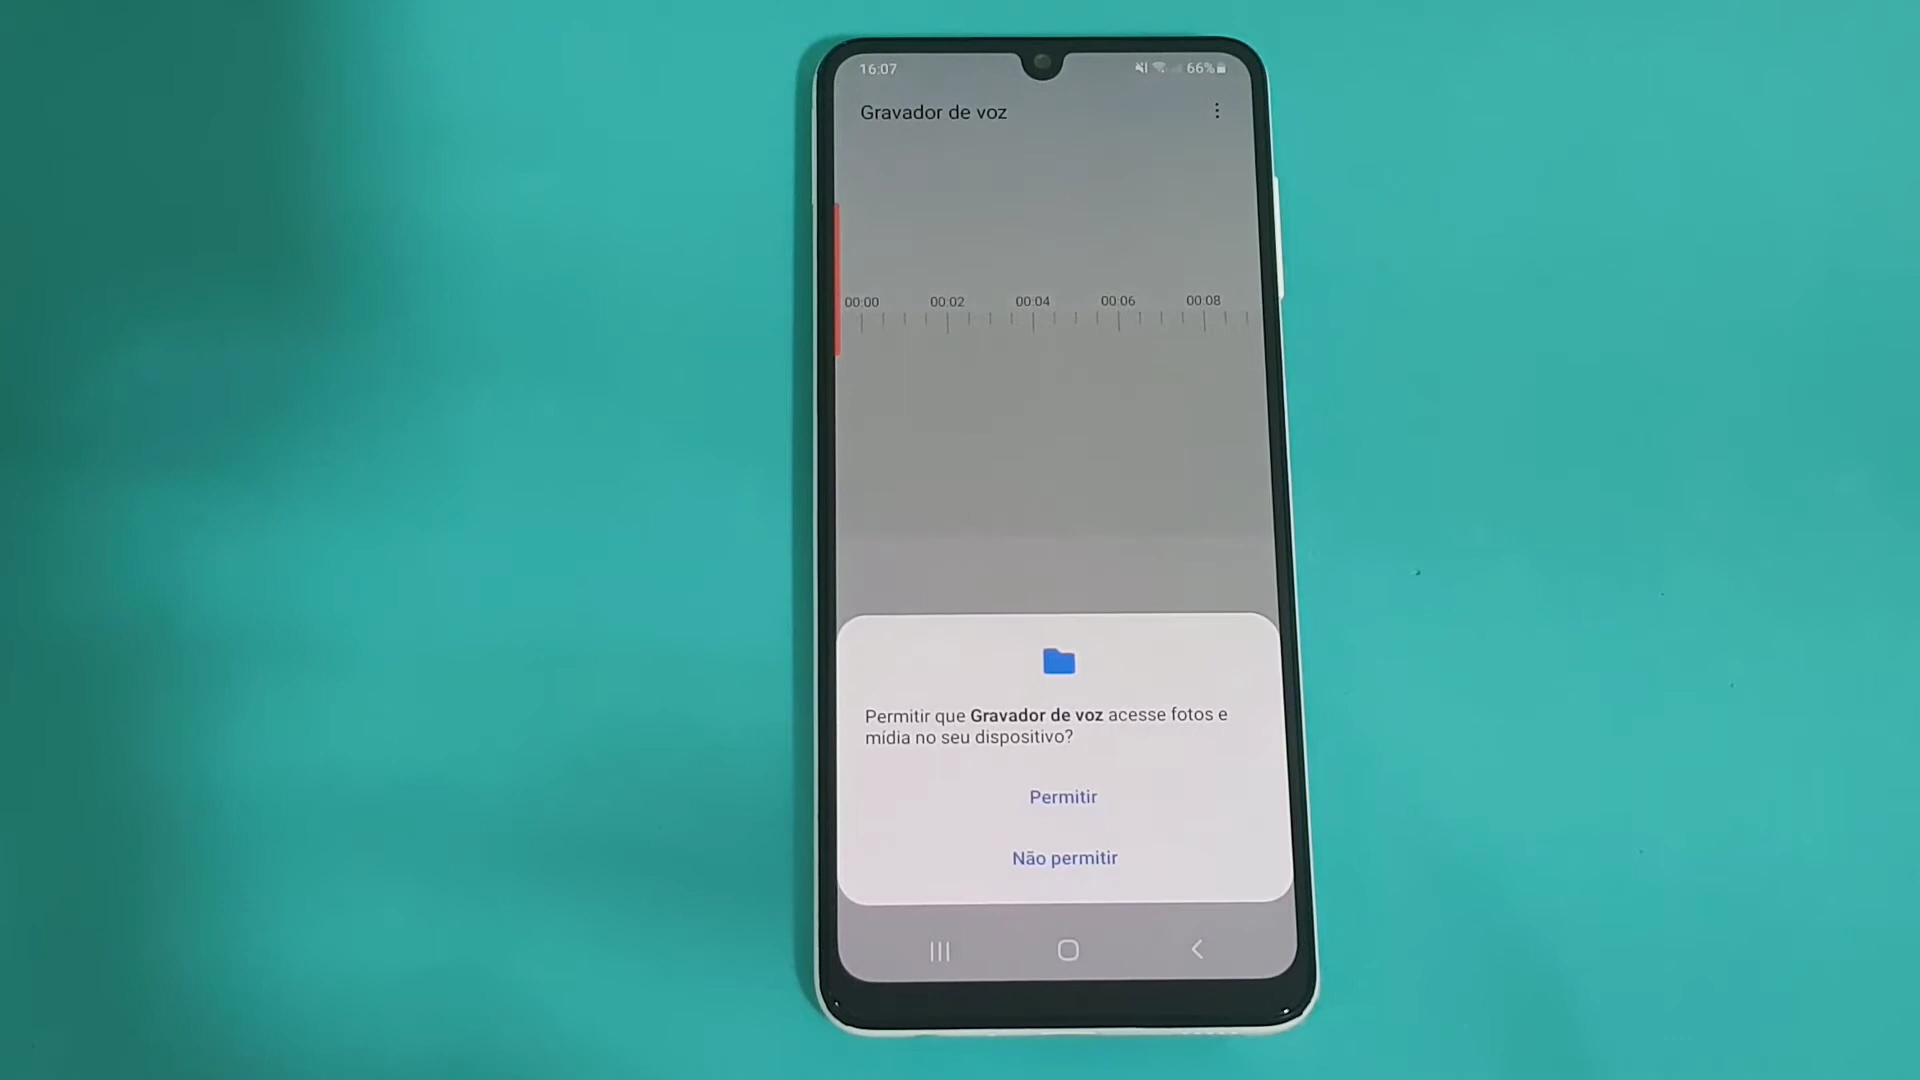 16:07
66%
Gravador de voz
00:00 00:02 00:04 00:06 00:08
Permitir que Gravador de voz acesse fotos e
mídia no seu dispositivo?
Permitir
Não permitir